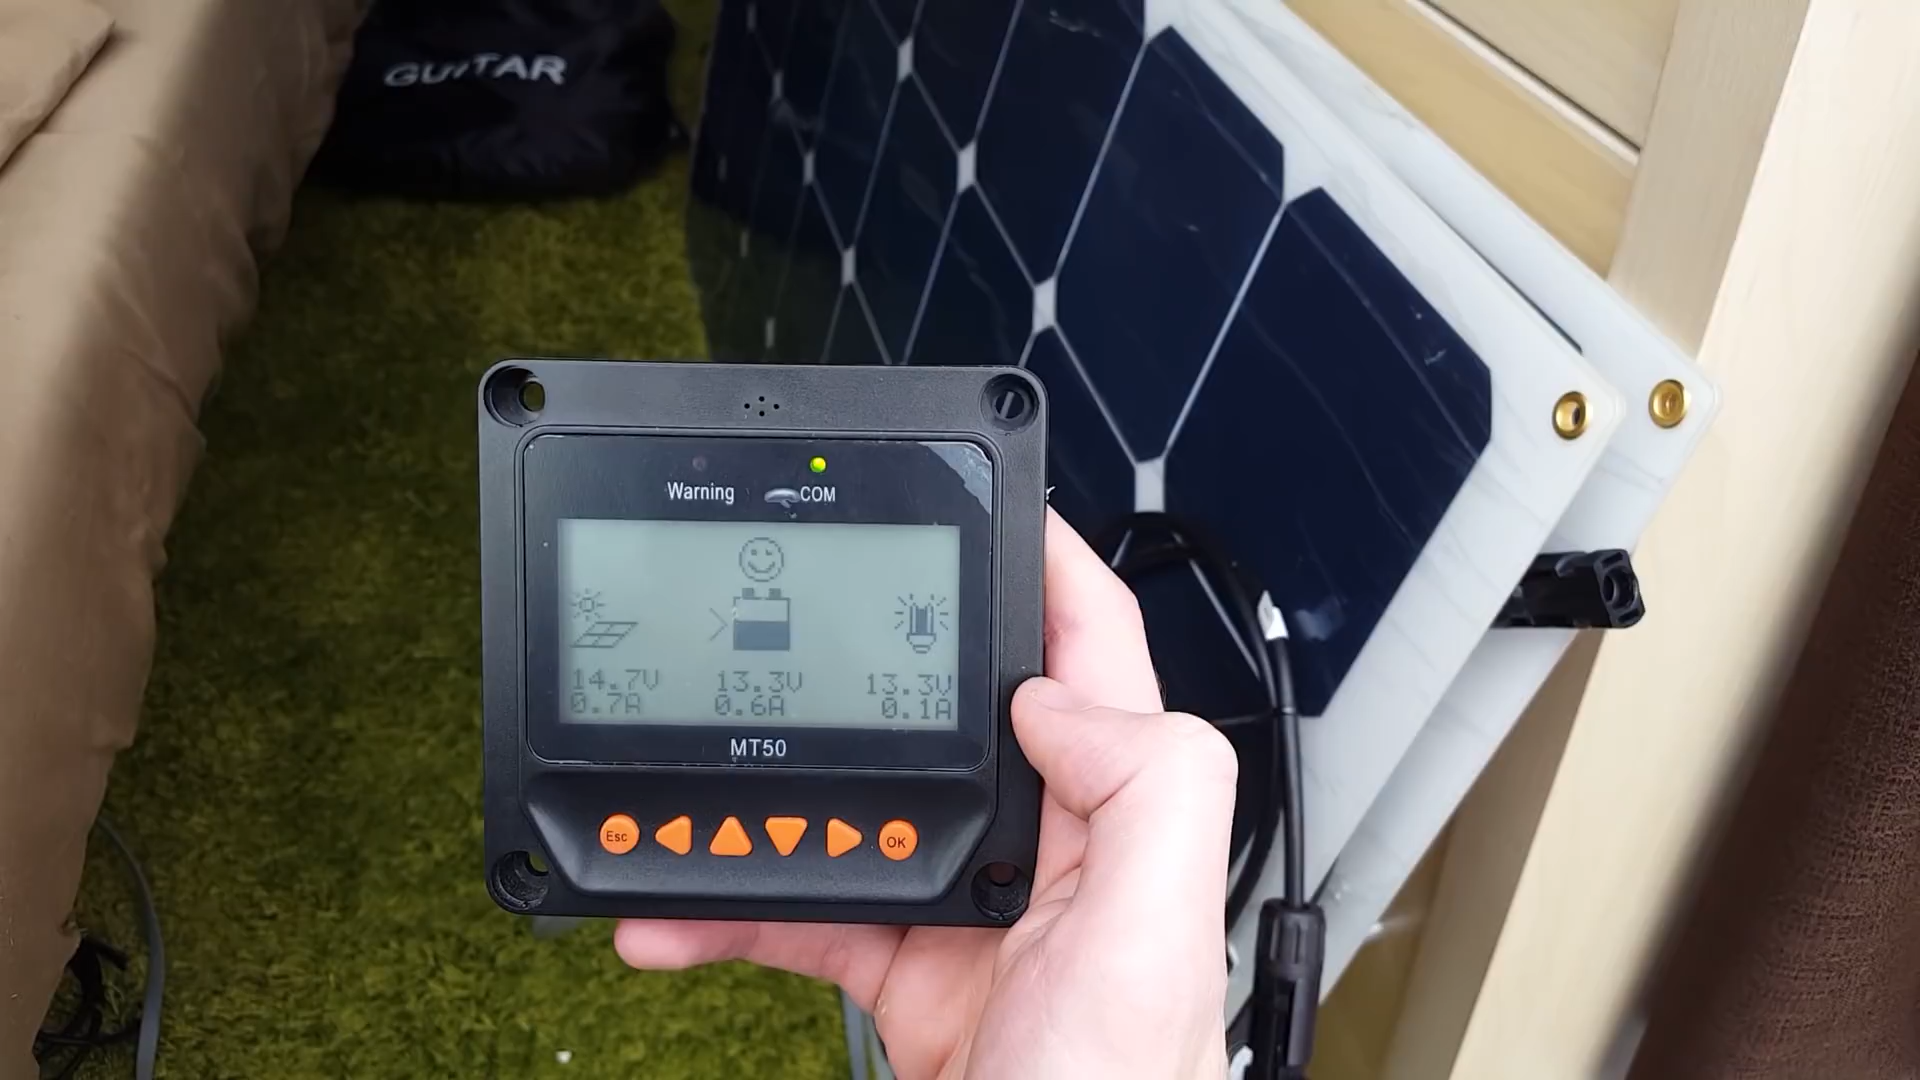 GUITAR
Warning COM
14.7V 13.3V 13.3V
0.7A 0.6A 0.1A
MT50
Esc OK